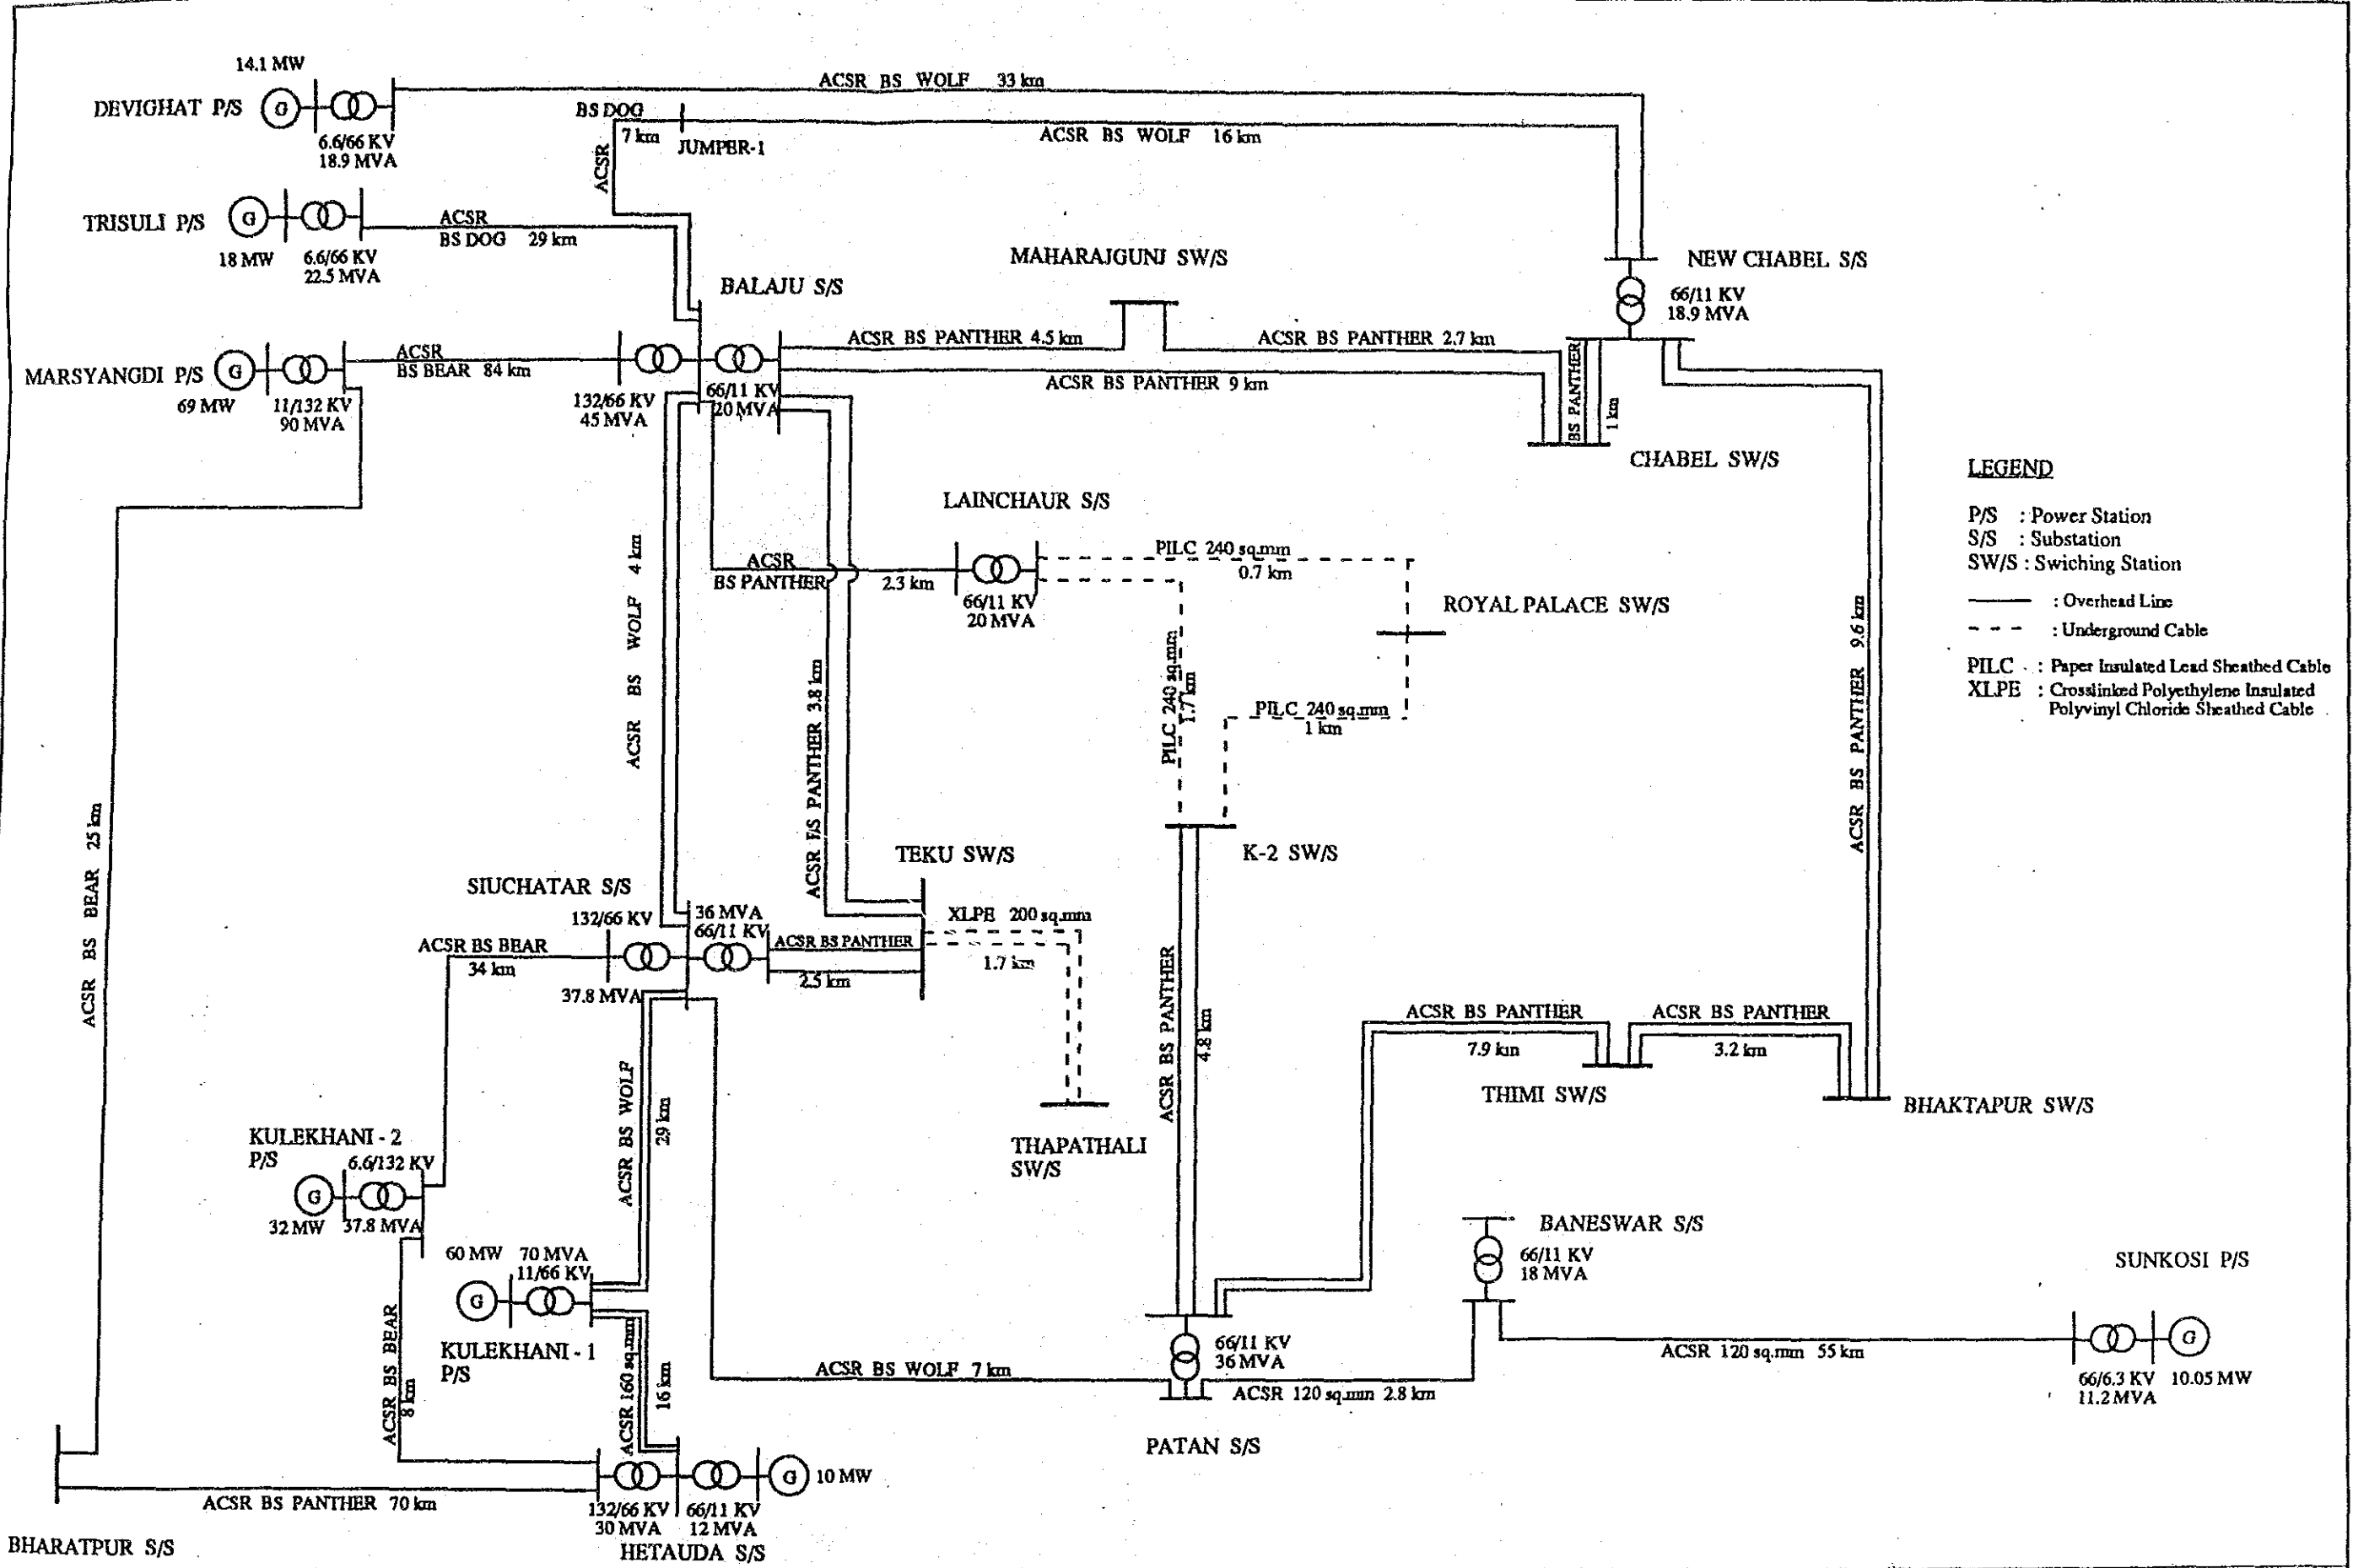 14.1 MW
DEVIGHAT P/S
G
6.6/66 KV
18.9 MVA
ACSR BS WOLF 33 km
BS DOG
7 km
ACSR
JUMPER-1
ACSR BS WOLF 16 km
TRISULI P/S
G
18 MW
6.6/66 KV
22.5 MVA
ACSR
BS DOG 29 km
MAHARAJGUNJ SW/S
NEW CHABEL S/S
66/11 KV
18.9 MVA
BALAJU S/S
MARSYANGDI P/S
G
69 MW
11/132 KV
90 MVA
ACSR
BS BEAR 84 km
132/66 KV
45 MVA
66/11 KV
20 MVA
ACSR BS PANTHER 4.5 km
ACSR BS PANTHER 2.7 km
ACSR BS PANTHER 9 km
BS PANTHER
1 km
CHABEL SW/S
LEGEND
P/S : Power Station
S/S : Substation
SW/S : Swiching Station
: Overhead Line
: Underground Cable
PILC : Paper Insulated Lead Sheathed Cable
XLPE : Crosslinked Polyethylene Insulated
Polyvinyl Chloride Sheathed Cable
LAINCHAUR S/S
ACSR
BS PANTHER 2.3 km
66/11 KV
20 MVA
PILC 240 sq.mm
0.7 km
ROYAL PALACE SW/S
PILC 240 sq.mm
1.7 km
PILC 240 sq.mm
1 km
K-2 SW/S
ACSR BS WOLF 4 km
ACSR BS PANTHER 3.8 km
ACSR BS PANTHER 9.6 km
ACSR BS BEAR 25 km
TEKU SW/S
SIUCHATAR S/S
132/66 KV
37.8 MVA
36 MVA
66/11 KV
ACSR BS PANTHER
2.5 km
XLPE 200 sq.mm
1.7 km
ACSR BS BEAR
34 km
ACSR BS WOLF
29 km
ACSR BS PANTHER
4.8 km
ACSR BS PANTHER
7.9 km
ACSR BS PANTHER
3.2 km
THIMI SW/S
BHAKTAPUR SW/S
THAPATHALI
SW/S
KULEKHANI - 2
P/S
6.6/132 KV
G
32 MW
37.8 MVA
60 MW
70 MVA
11/66 KV
G
KULEKHANI - 1
P/S
ACSR BS BEAR
8 km
ACSR 160 sq.mm
16 km
BANESWAR S/S
66/11 KV
18 MVA
SUNKOSI P/S
G
66/6.3 KV
11.2 MVA
10.05 MW
ACSR 120 sq.mm 55 km
66/11 KV
36 MVA
ACSR BS WOLF 7 km
ACSR 120 sq.mm 2.8 km
PATAN S/S
G
10 MW
ACSR BS PANTHER 70 km
132/66 KV
30 MVA
66/11 KV
12 MVA
BHARATPUR S/S
HETAUDA S/S